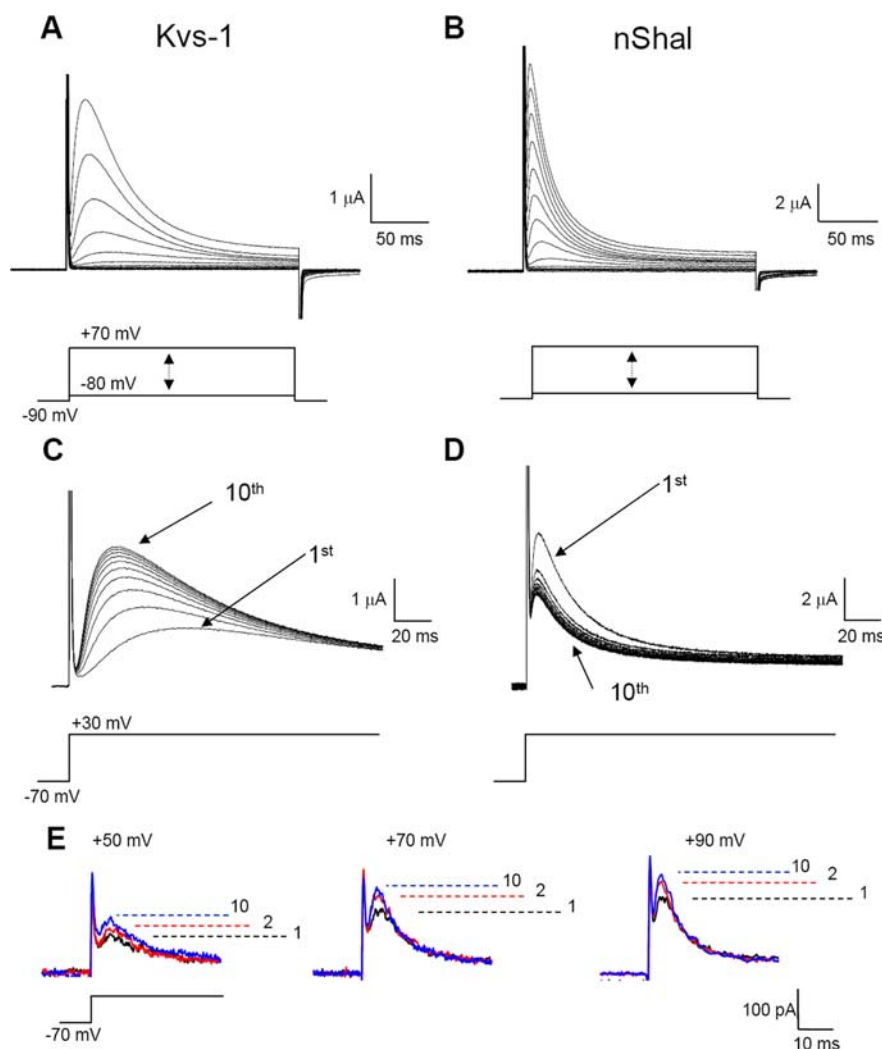 A
Kvs-1
B
nShal
1 µA
50 ms
2 µA
50 ms
+70 mV
-80 mV
-90 mV
C
10th
1st
1 µA
20 ms
D
1st
10th
2 µA
20 ms
+30 mV
-70 mV
E
+50 mV
+70 mV
+90 mV
10
2
1
10
2
1
10
2
1
-70 mV
100 pA
10 ms